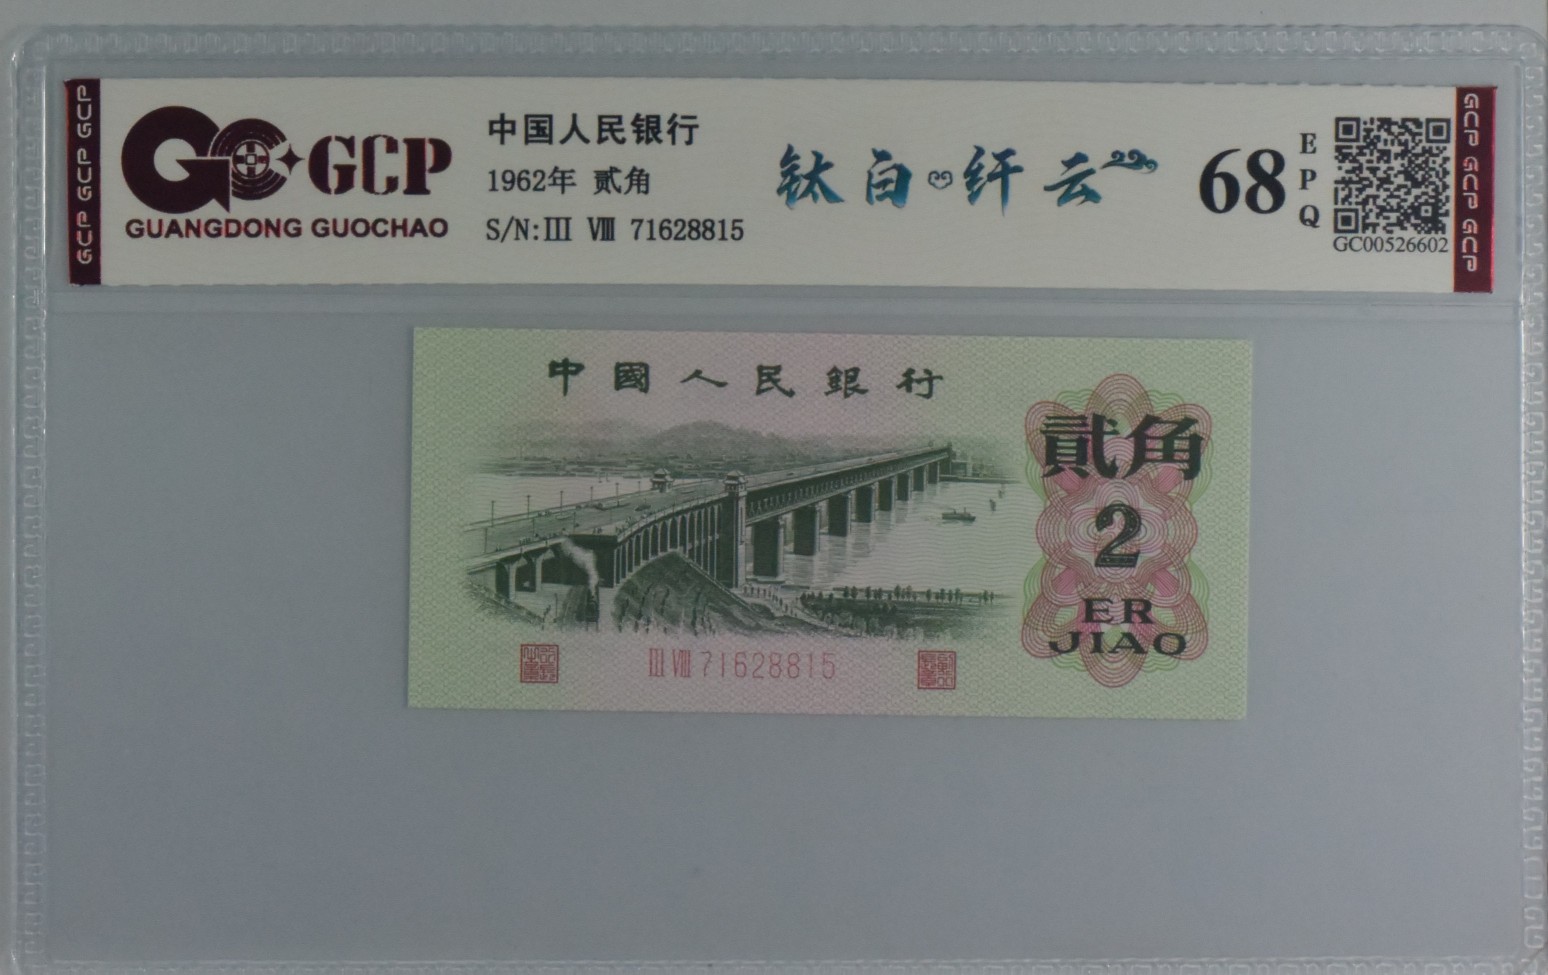 GCP GCP GCP
GCP
GUANGDONG GUOCHAO
中国人民银行
1962年 贰角
S/N:III VIII 71628815
钛白纤云
68
EPQ
GC00526602
GCP GCP GCP
中國人民銀行
貳角
2
ER
JIAO
III VIII 71628815